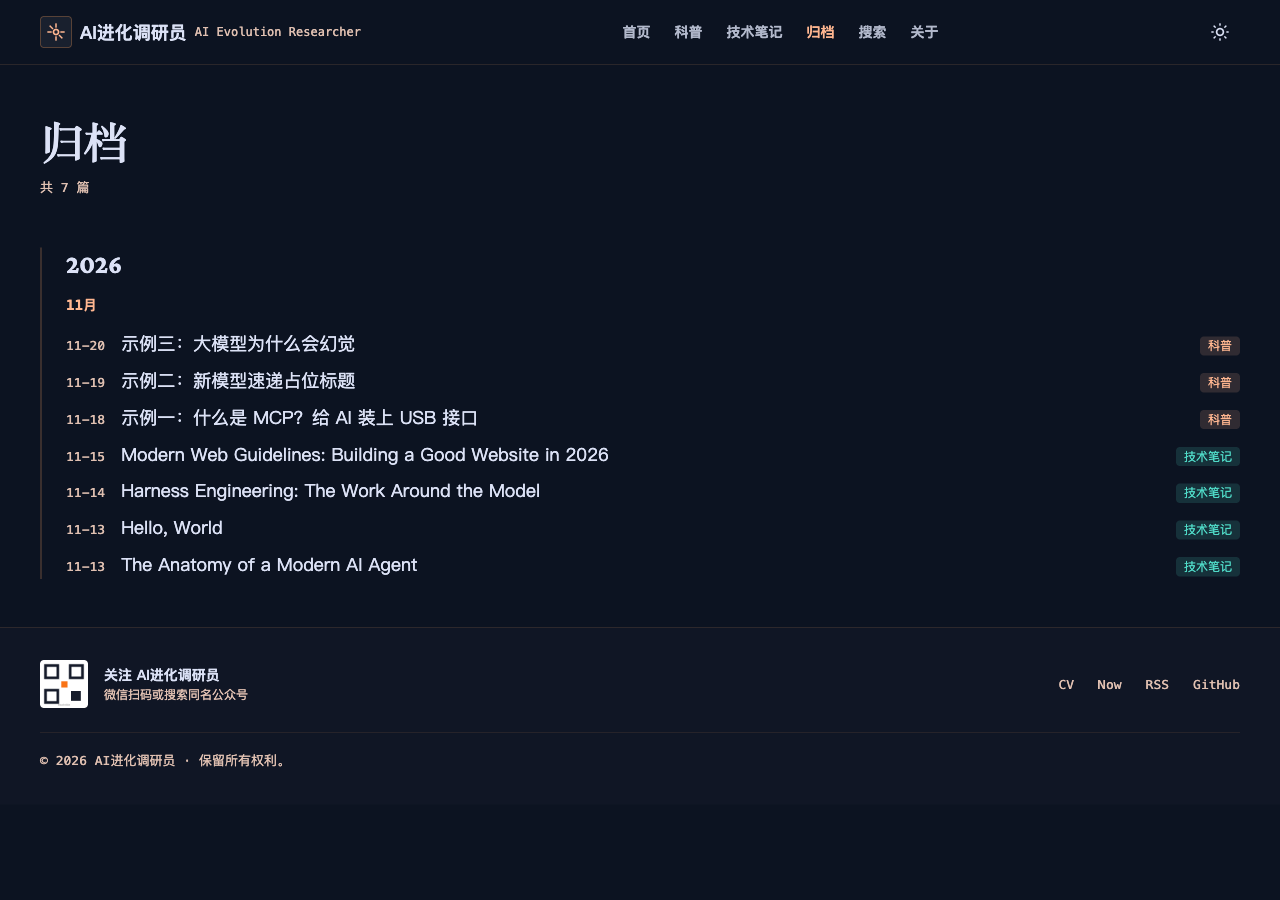 AI进化调研员 AI Evolution Researcher 首页 科普 技术笔记 归档 搜索 关于
归档
共 7 篇
2026
11月
11-20 示例三：大模型为什么会幻觉 科普
11-19 示例二：新模型速递占位标题 科普
11-18 示例一：什么是 MCP？给 AI 装上 USB 接口 科普
11-15 Modern Web Guidelines: Building a Good Website in 2026 技术笔记
11-14 Harness Engineering: The Work Around the Model 技术笔记
11-13 Hello, World 技术笔记
11-13 The Anatomy of a Modern AI Agent 技术笔记
关注 AI进化调研员
微信扫码或搜索同名公众号
CV Now RSS GitHub
© 2026 AI进化调研员 · 保留所有权利。